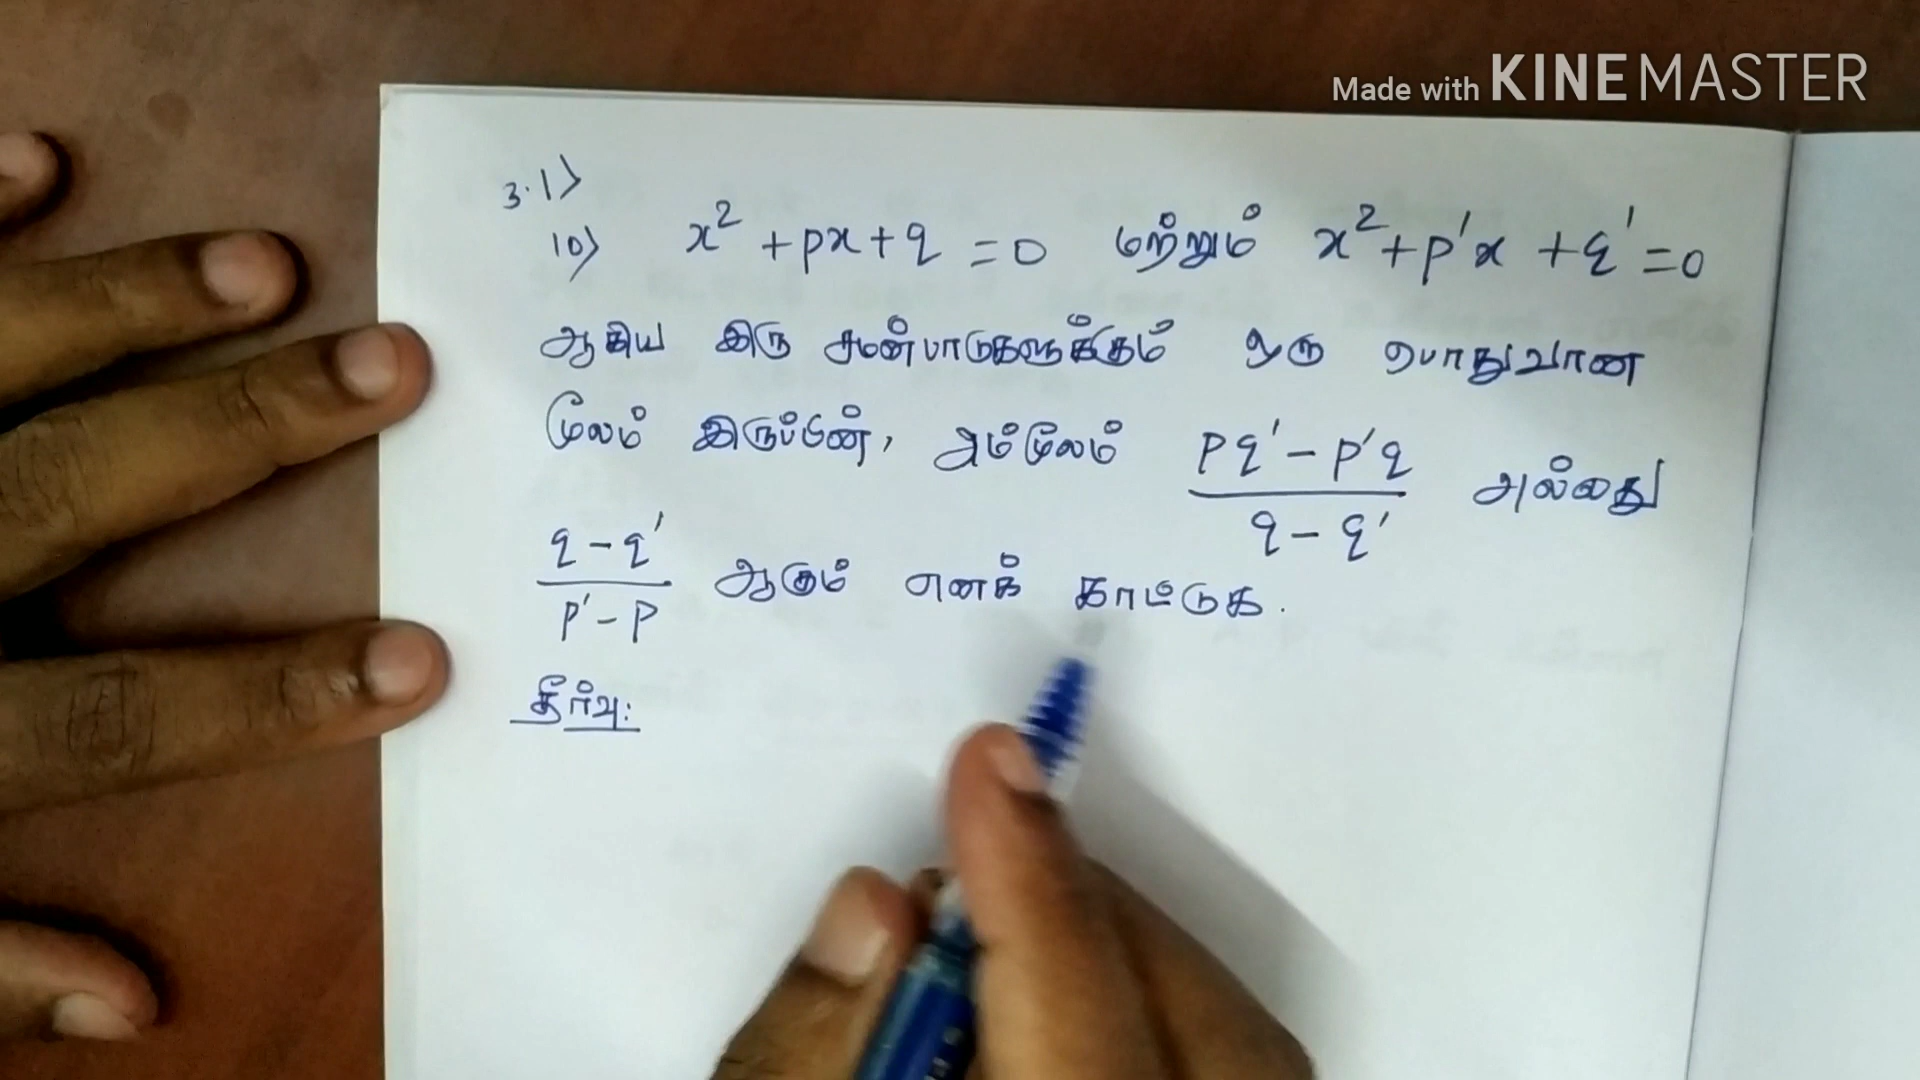 Made with KINEMASTER
3.1)
10) x² + px + q = 0 மற்றும் x² + p'x + q' = 0
ஆகிய இரு சமன்பாடுகளுக்கும் ஒரு பொதுவான
மூலம் இருப்பின், அம்மூலம் (pq' - p'q)/(q - q') அல்லது
(q - q')/(p' - p) ஆகும் எனக் காட்டுக.
தீர்வு: